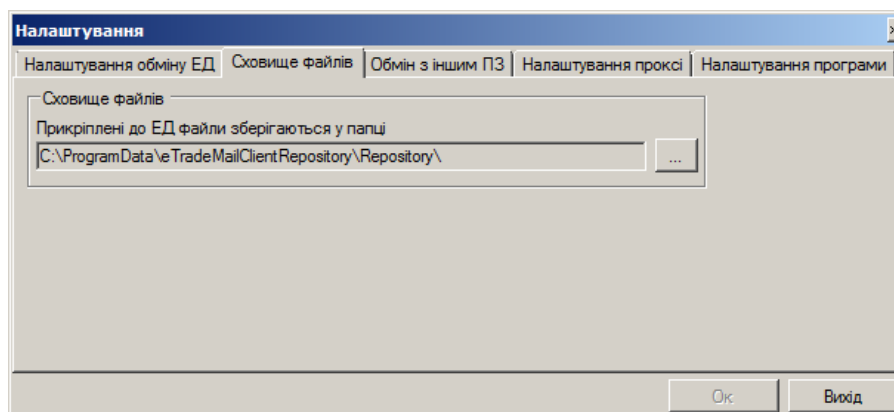 Налаштування
Налаштування обміну ЕД Сховище файлів Обмін з іншим ПЗ Налаштування проксі Налаштування програми
Сховище файлів
Прикріплені до ЕД файли зберігаються у папці
C:\ProgramData\eTradeMailClientRepository\Repository\ ...
Ок Вихід